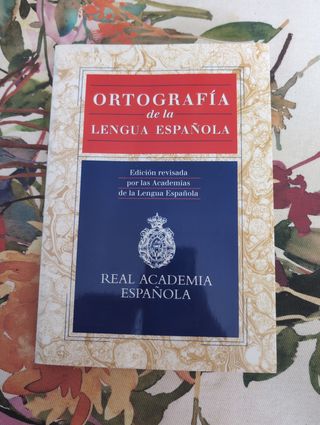 ORTOGRAFÍA
de la
LENGUA ESPAÑOLA
Edición revisada
por las Academias
de la Lengua Española
REAL ACADEMIA
ESPAÑOLA